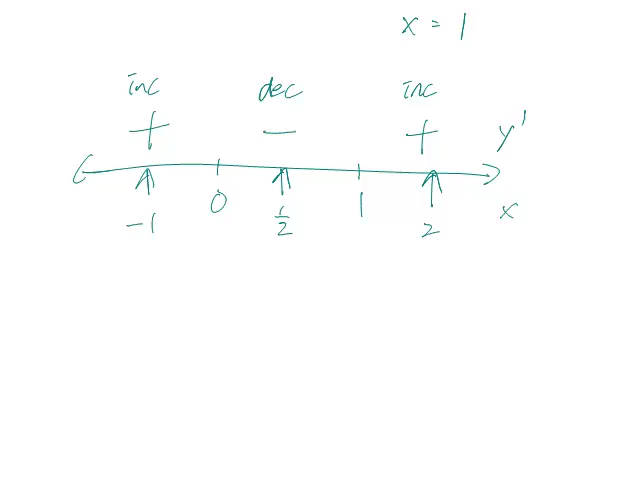 x = 1
inc dec inc
+ − + y'
0 1
-1 1/2 2 x